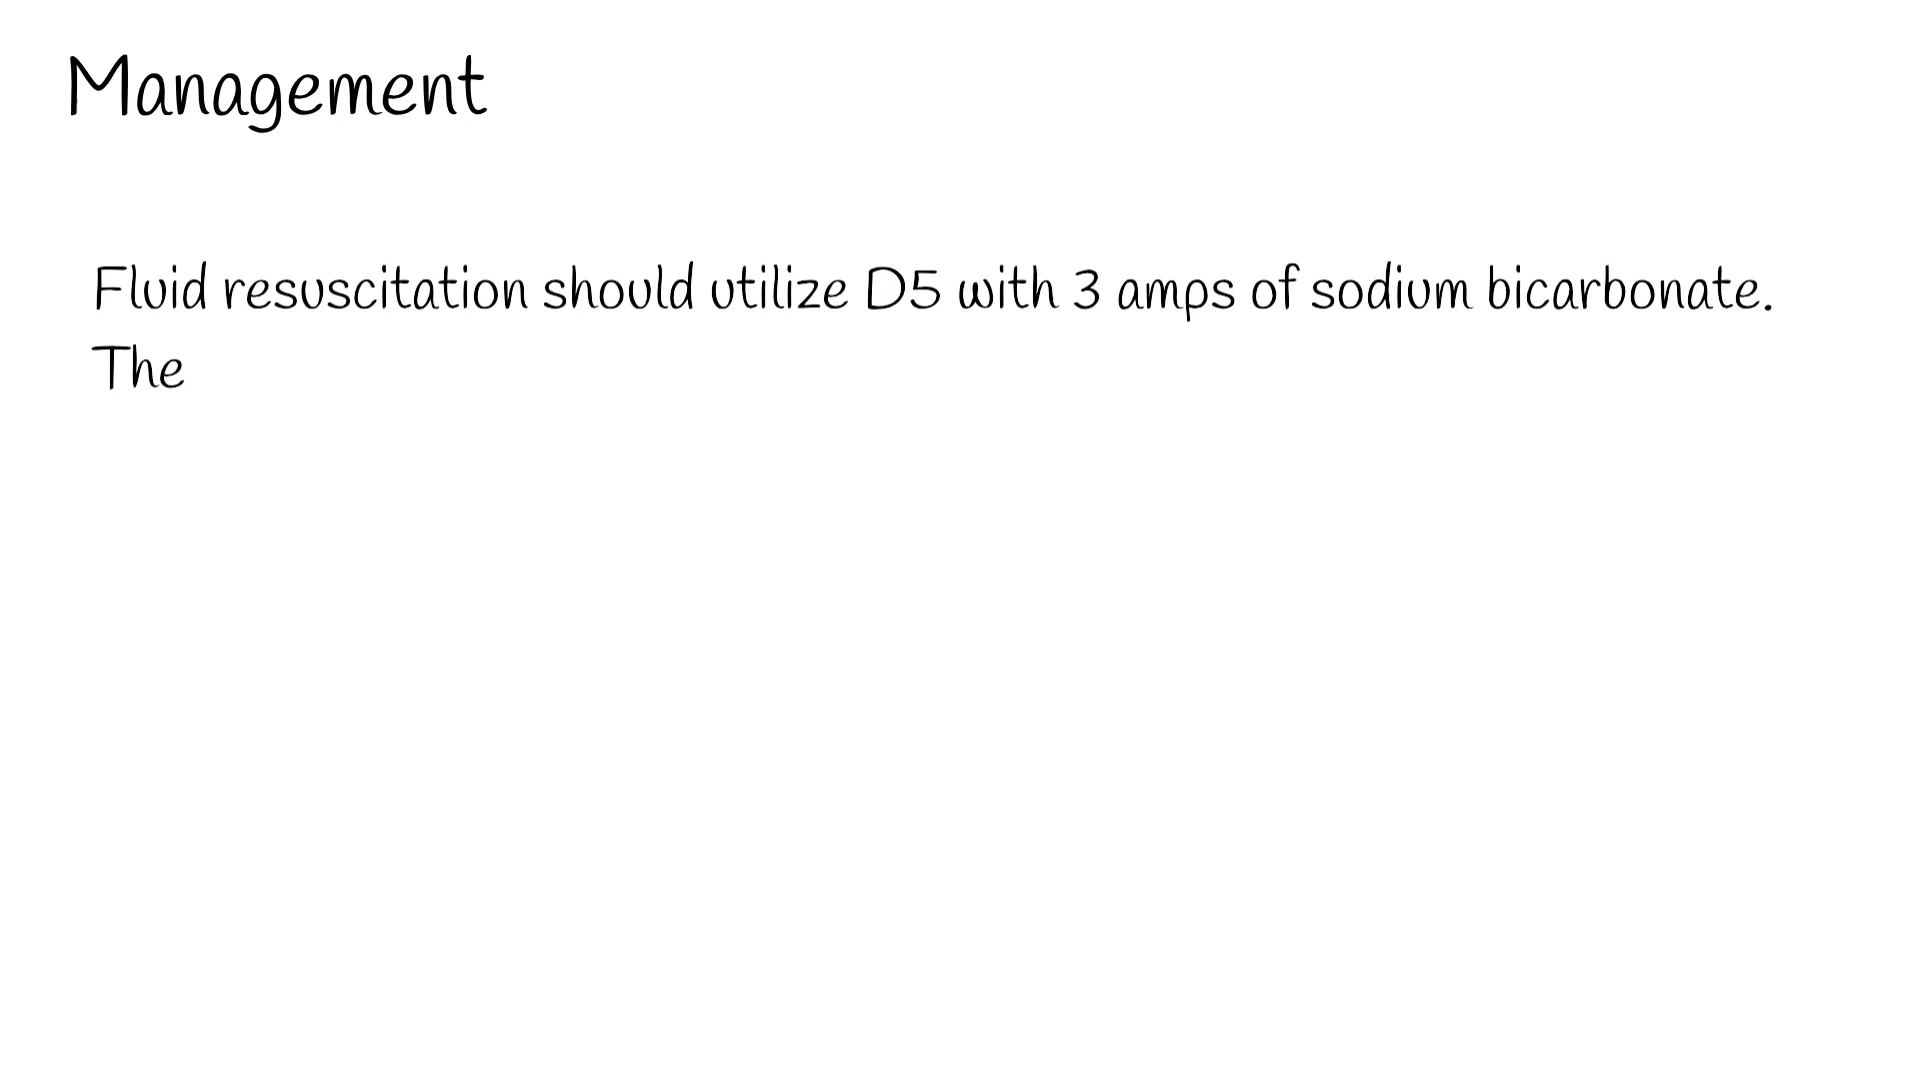 Management
Fluid resuscitation should utilize D5 with 3 amps of sodium bicarbonate.
The